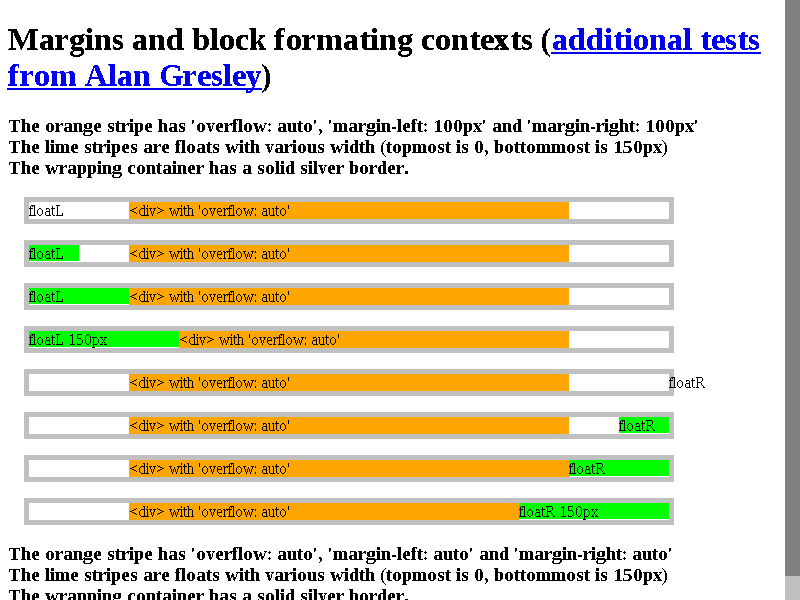 Margins and block formating contexts (additional tests
from Alan Gresley)
The orange stripe has 'overflow: auto', 'margin-left: 100px' and 'margin-right: 100px'
The lime stripes are floats with various width (topmost is 0, bottommost is 150px)
The wrapping container has a solid silver border.
floatL <div> with 'overflow: auto'
floatL <div> with 'overflow: auto'
floatL <div> with 'overflow: auto'
floatL 150px <div> with 'overflow: auto'
<div> with 'overflow: auto' floatR
<div> with 'overflow: auto' floatR
<div> with 'overflow: auto' floatR
<div> with 'overflow: auto' floatR 150px
The orange stripe has 'overflow: auto', 'margin-left: auto' and 'margin-right: auto'
The lime stripes are floats with various width (topmost is 0, bottommost is 150px)
The wrapping container has a solid silver border.